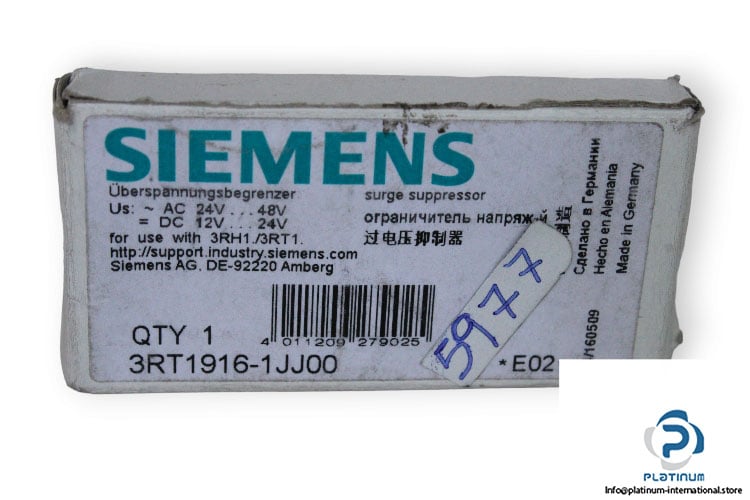 SIEMENS
Überspannungsbegrenzer
surge suppressor
Us: ~ AC 24V...48V
= DC 12V...24V
ограничитель
for use with 3RH1./3RT1.
过电压抑制器
http://support.industry.siemens.com
Siemens AG, DE-92220 Amberg
Сделано в Германии
Hecho en Alemania
Made in Germany
/160509
QTY 1
4 011209 279025
3RT1916-1JJ00
*E02
5977
PLATINUM
Info@platinum-international.store